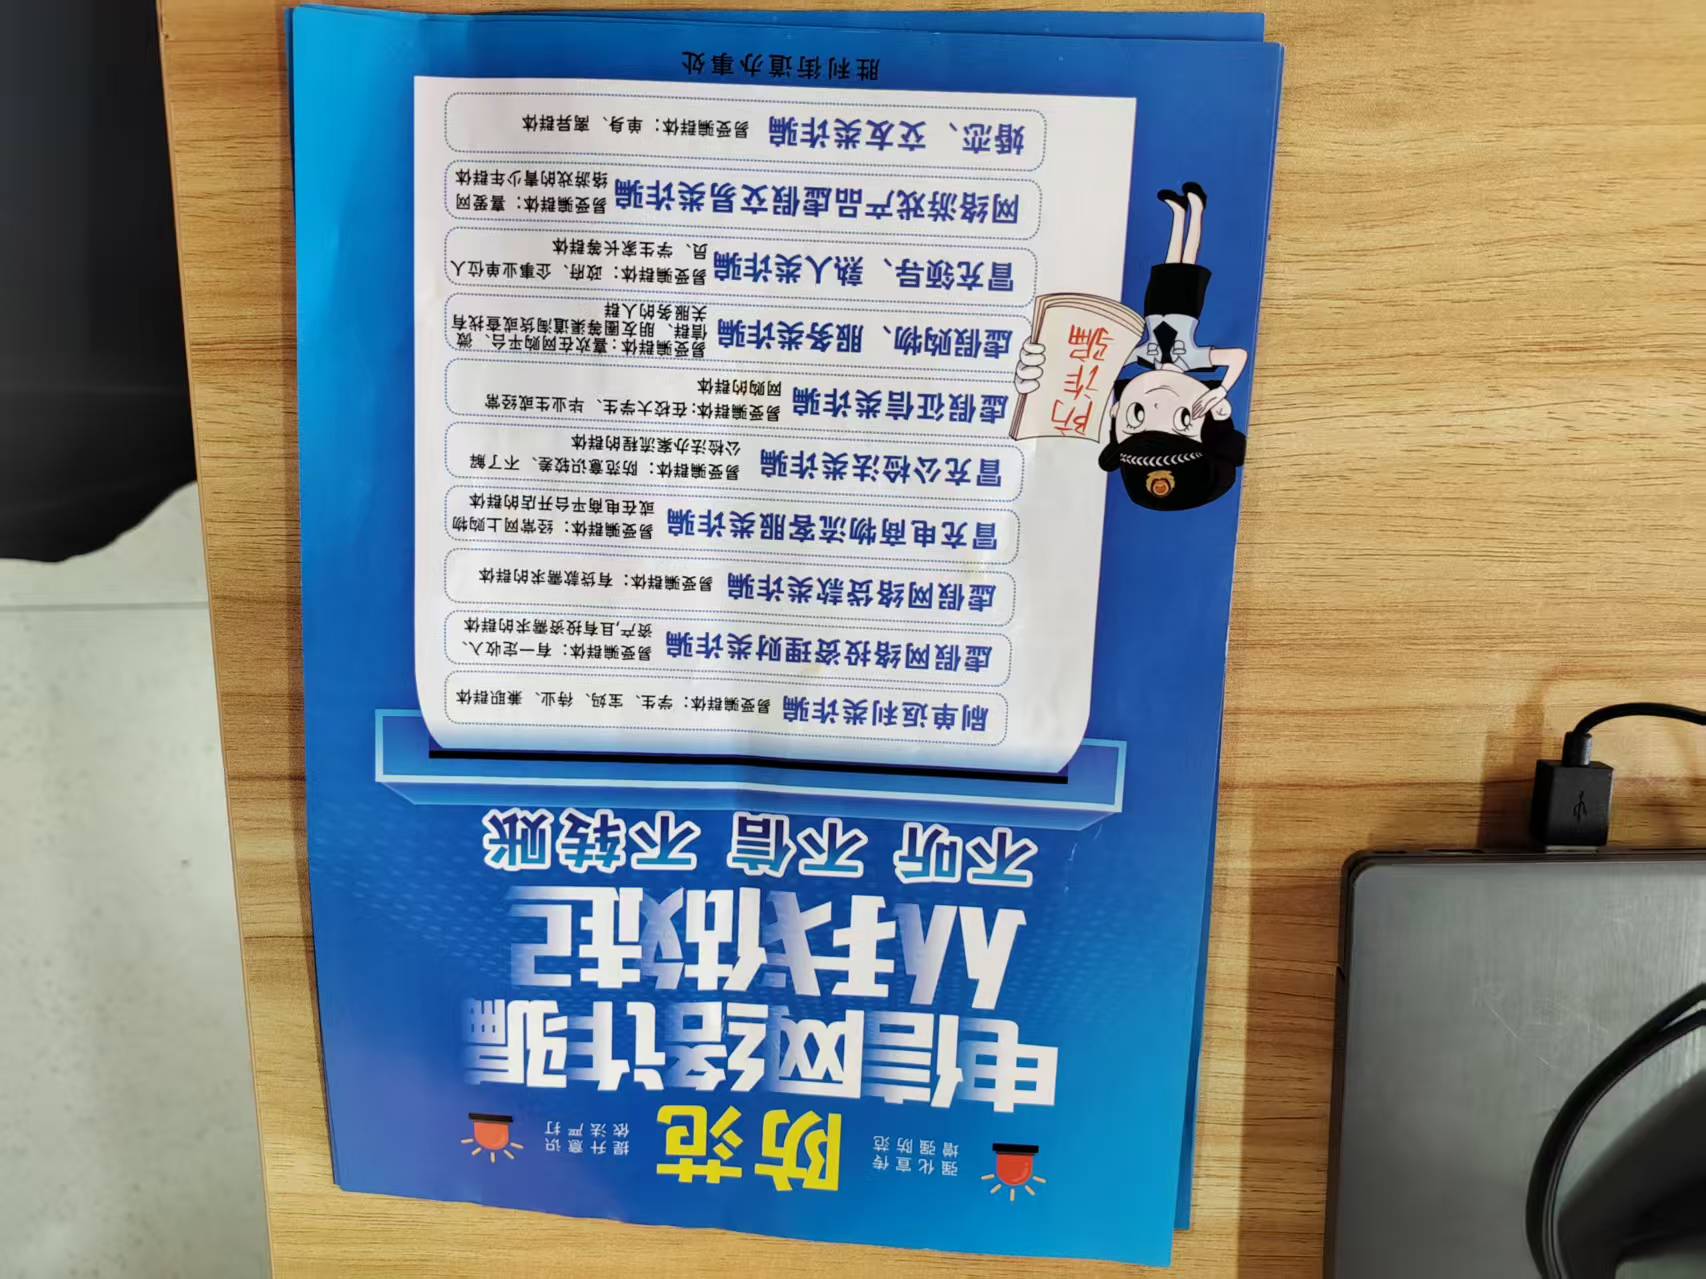 强化宣传
增强防范
防范
提升意识
依法严打
电信网络诈骗
从我做起
不听 不信 不转账
刷单返利类诈骗 易受骗群体：学生、宝妈、待业、兼职群体
虚假网络投资理财类诈骗 易受骗群体：有一定收入、
资产,且有投资需求的群体
虚假网络贷款类诈骗 易受骗群体：有贷款需求的群体
冒充电商物流客服类诈骗 易受骗群体：经常网上购物
或在电商平台开店的群体
冒充公检法类诈骗 易受骗群体：防范意识较差、不了解
公检法办案流程的群体
虚假征信类诈骗 易受骗群体:在校大学生、毕业生或经常
网购的群体
虚假购物、服务类诈骗 易受骗群体:喜欢在网购平台、微
信群、朋友圈等渠道淘货或查找有
关服务的人群
冒充领导、熟人类诈骗 易受骗群体：政府、企事业单位人
员、学生家长等群体
网络游戏产品虚假交易类诈骗 易受骗群体：喜爱网
络游戏的青少年群体
婚恋、交友类诈骗 易受骗群体：单身、离异群体
防诈骗
胜利街道办事处